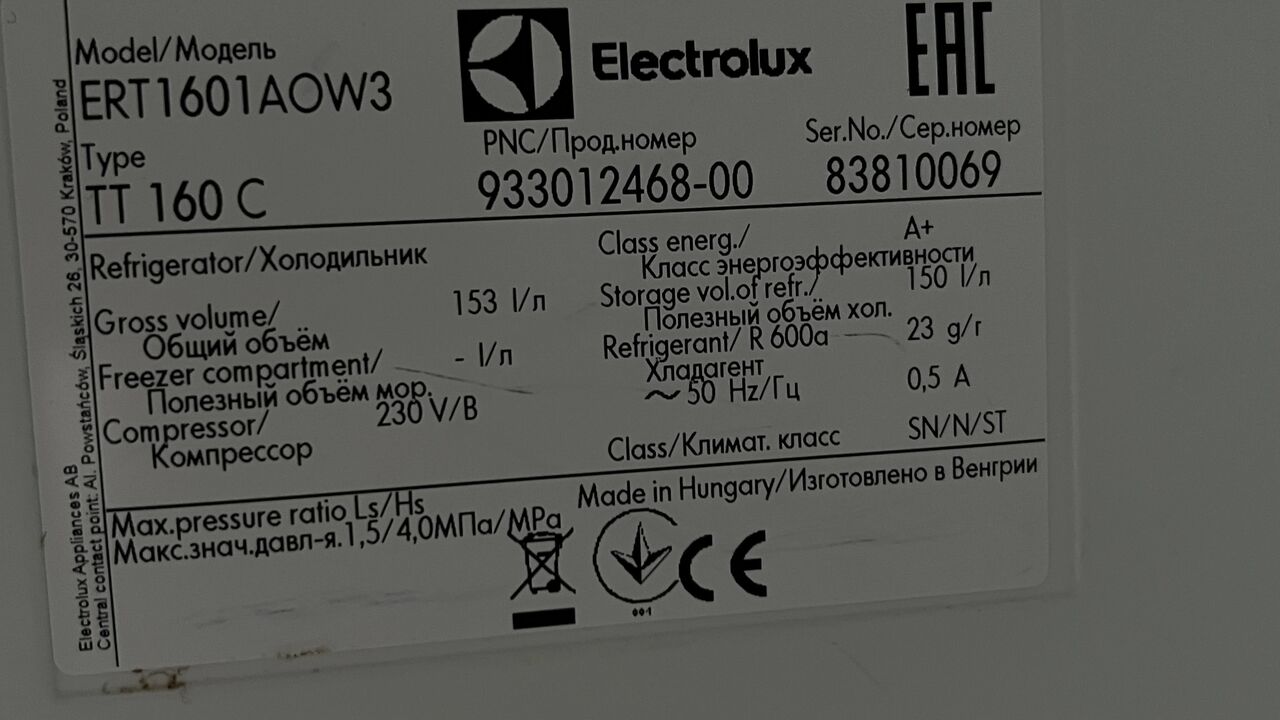 Model/Модель
ERT1601AOW3
Electrolux
EAC
Type
TT 160 C
PNC/Прод.номер
933012468-00
Ser.No./Сер.номер
83810069
Refrigerator/Холодильник
Gross volume/ 153 l/л
Общий объём
Freezer compartment/ - l/л
Полезный объём мор.
Compressor/ 230 V/В
Компрессор
Class energ./ A+
Класс энергоэффективности
Storage vol.of refr./ 150 l/л
Полезный объём хол.
Refrigerant/ R 600a 23 g/г
Хладагент
~ 50 Hz/Гц 0,5 A
Class/Климат. класс SN/N/ST
Max.pressure ratio Ls/Hs
Макс.знач.давл-я.1,5/4,0МПа/MPa
Made in Hungary/Изготовлено в Венгрии
001
CE
Electrolux Appliances AB
Central contact point: Al. Powstańców, Śląskich 26, 30-570 Kraków, Poland